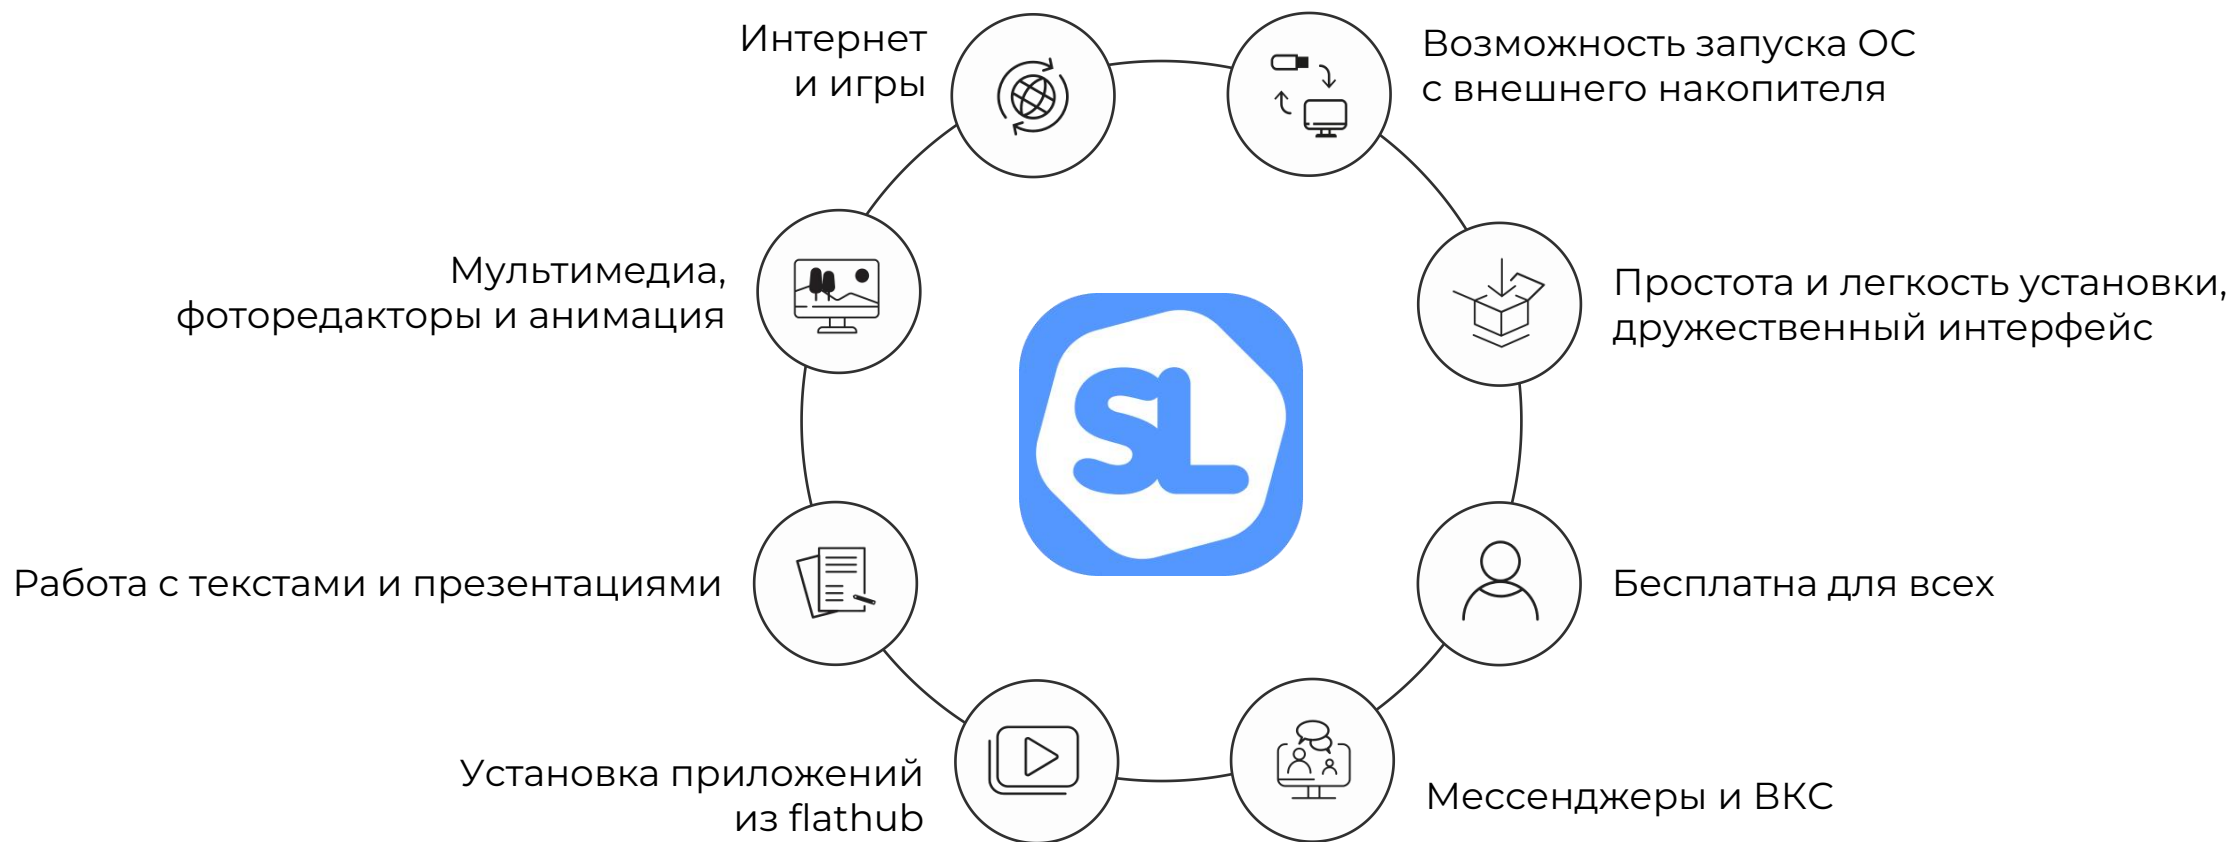 Интернет
и игры
Возможность запуска ОС
с внешнего накопителя
Мультимедиа,
фоторедакторы и анимация
Простота и легкость установки,
дружественный интерфейс
SL
Работа с текстами и презентациями
Бесплатна для всех
Установка приложений
из flathub
Мессенджеры и ВКС